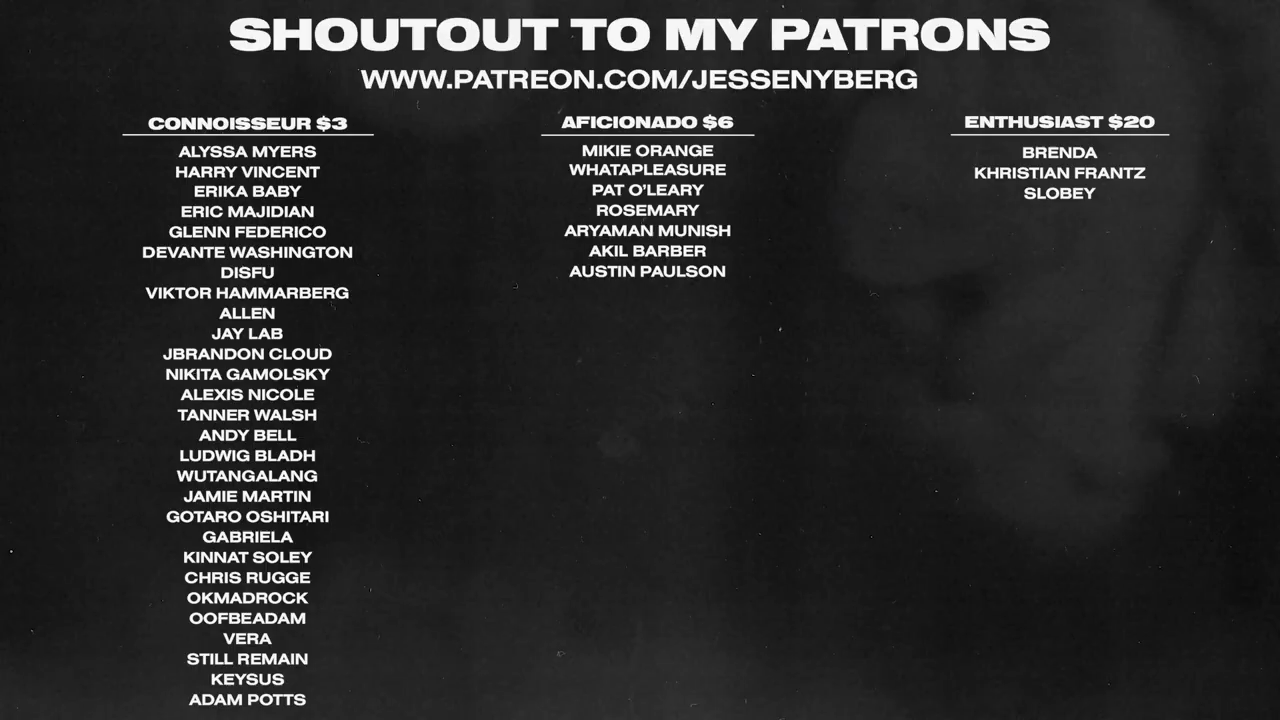 SHOUTOUT TO MY PATRONS
WWW.PATREON.COM/JESSENYBERG
CONNOISSEUR $3
ALYSSA MYERS
HARRY VINCENT
ERIKA BABY
ERIC MAJIDIAN
GLENN FEDERICO
DEVANTE WASHINGTON
DISFU
VIKTOR HAMMARBERG
ALLEN
JAY LAB
JBRANDON CLOUD
NIKITA GAMOLSKY
ALEXIS NICOLE
TANNER WALSH
ANDY BELL
LUDWIG BLADH
WUTANGALANG
JAMIE MARTIN
GOTARO OSHITARI
GABRIELA
KINNAT SOLEY
CHRIS RUGGE
OKMADROCK
OOFBEADAM
VERA
STILL REMAIN
KEYSUS
ADAM POTTS
AFICIONADO $6
MIKIE ORANGE
WHATAPLEASURE
PAT O'LEARY
ROSEMARY
ARYAMAN MUNISH
AKIL BARBER
AUSTIN PAULSON
ENTHUSIAST $20
BRENDA
KHRISTIAN FRANTZ
SLOBEY